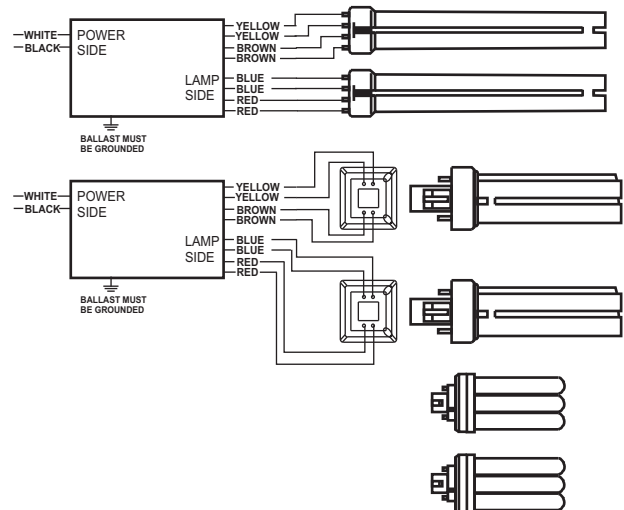 WHITE
BLACK
POWER
SIDE
YELLOW
YELLOW
BROWN
BROWN
LAMP
SIDE
BLUE
BLUE
RED
RED
BALLAST MUST
BE GROUNDED
WHITE
BLACK
POWER
SIDE
YELLOW
YELLOW
BROWN
BROWN
LAMP
SIDE
BLUE
BLUE
RED
RED
BALLAST MUST
BE GROUNDED